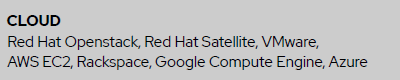 CLOUD
Red Hat Openstack, Red Hat Satellite, VMware,
AWS EC2, Rackspace, Google Compute Engine, Azure